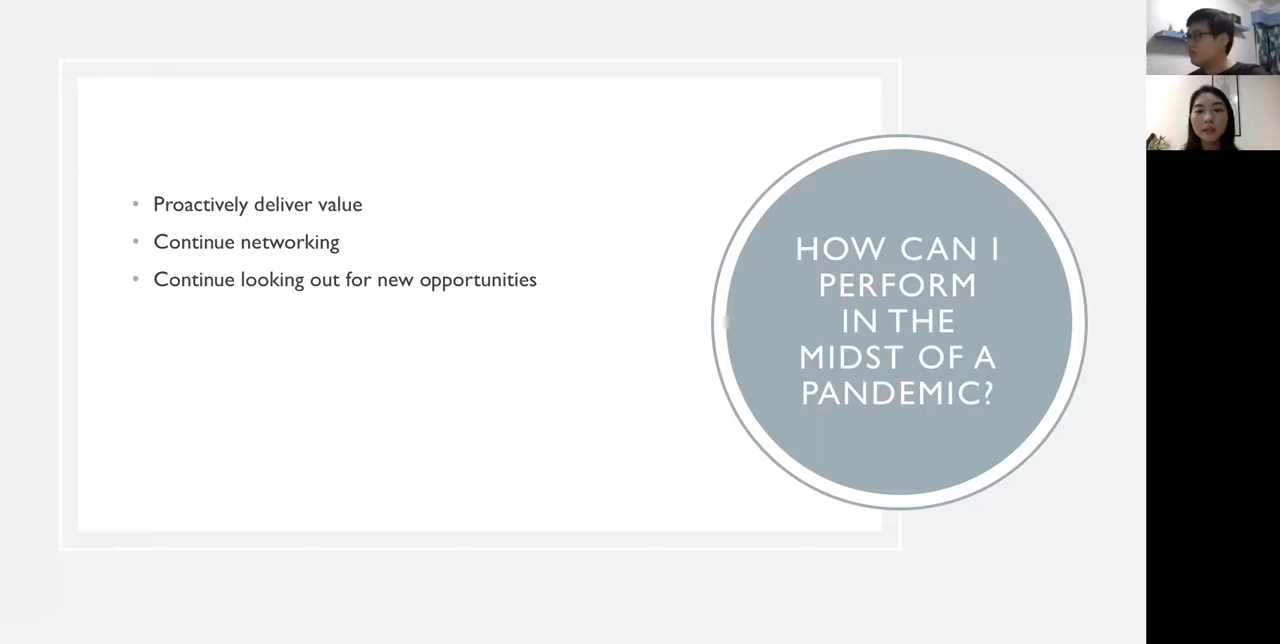 Proactively deliver value
Continue networking
Continue looking out for new opportunities
HOW CAN I
PERFORM
IN THE
MIDST OF A
PANDEMIC?